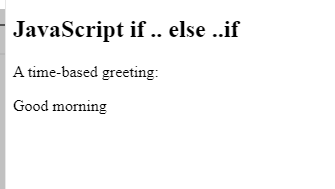 JavaScript if .. else ..if
A time-based greeting:
Good morning